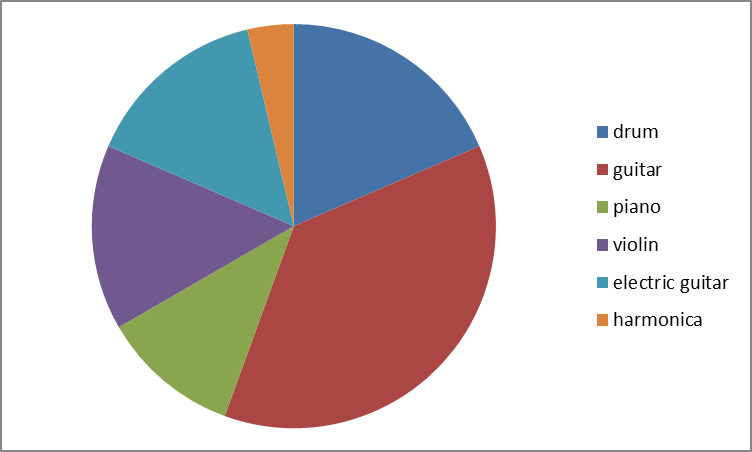 drum
guitar
piano
violin
electric guitar
harmonica